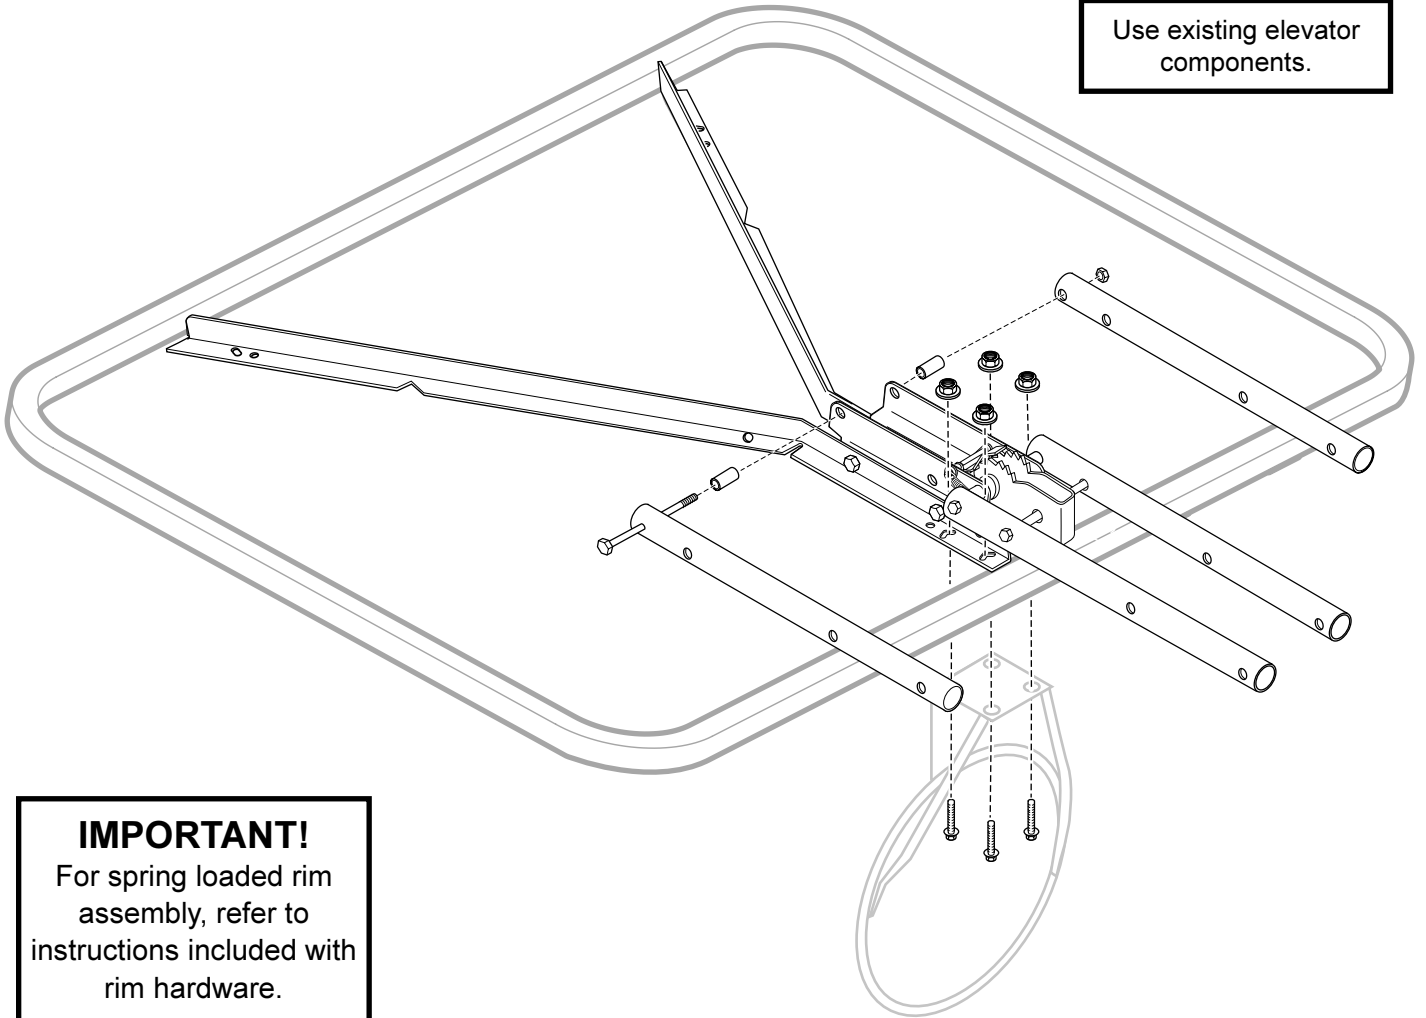 Use existing elevator
components.
IMPORTANT!
For spring loaded rim
assembly, refer to
instructions included with
rim hardware.